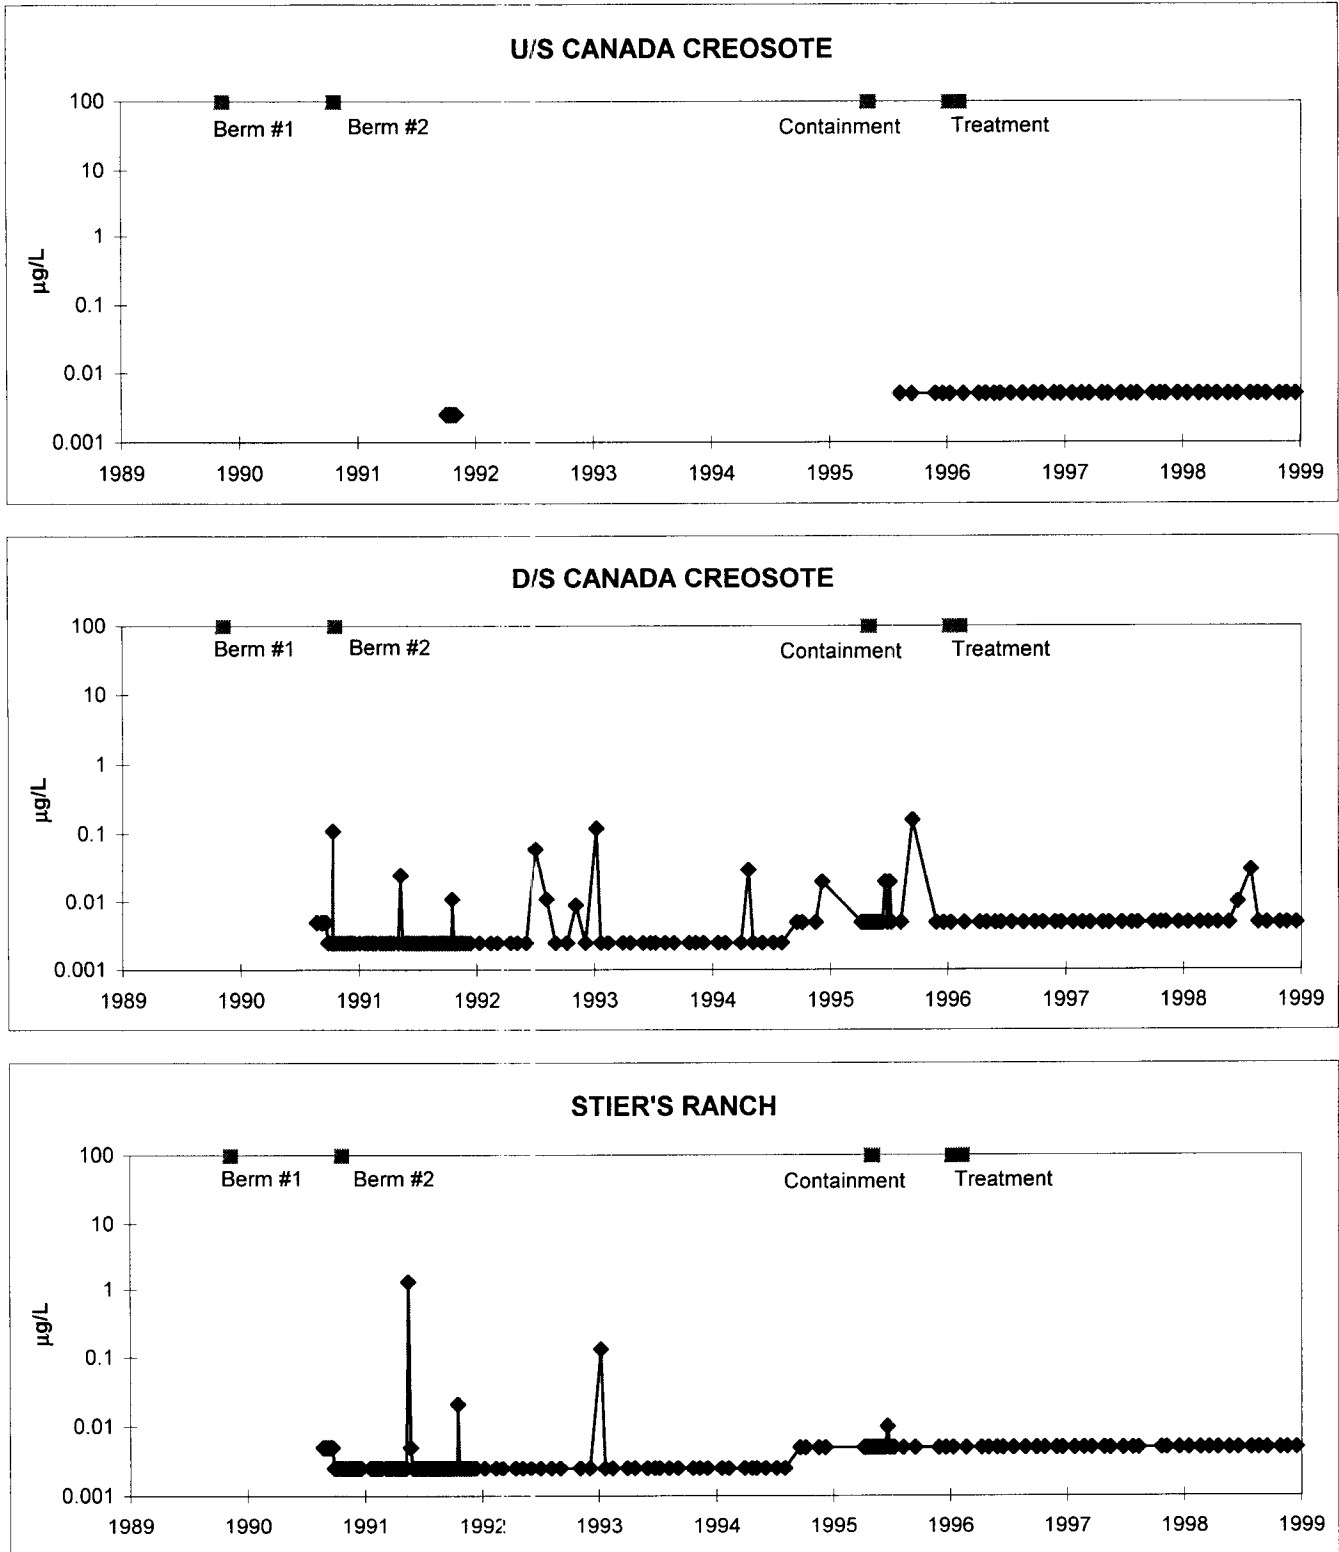 U/S CANADA CREOSOTE
100
Berm #1 Berm #2 Containment Treatment
10
1
µg/L
0.1
0.01
0.001
1989 1990 1991 1992 1993 1994 1995 1996 1997 1998 1999
D/S CANADA CREOSOTE
100
Berm #1 Berm #2 Containment Treatment
10
1
µg/L
0.1
0.01
0.001
1989 1990 1991 1992 1993 1994 1995 1996 1997 1998 1999
STIER'S RANCH
100
Berm #1 Berm #2 Containment Treatment
10
1
µg/L
0.1
0.01
0.001
1989 1990 1991 1992 1993 1994 1995 1996 1997 1998 1999